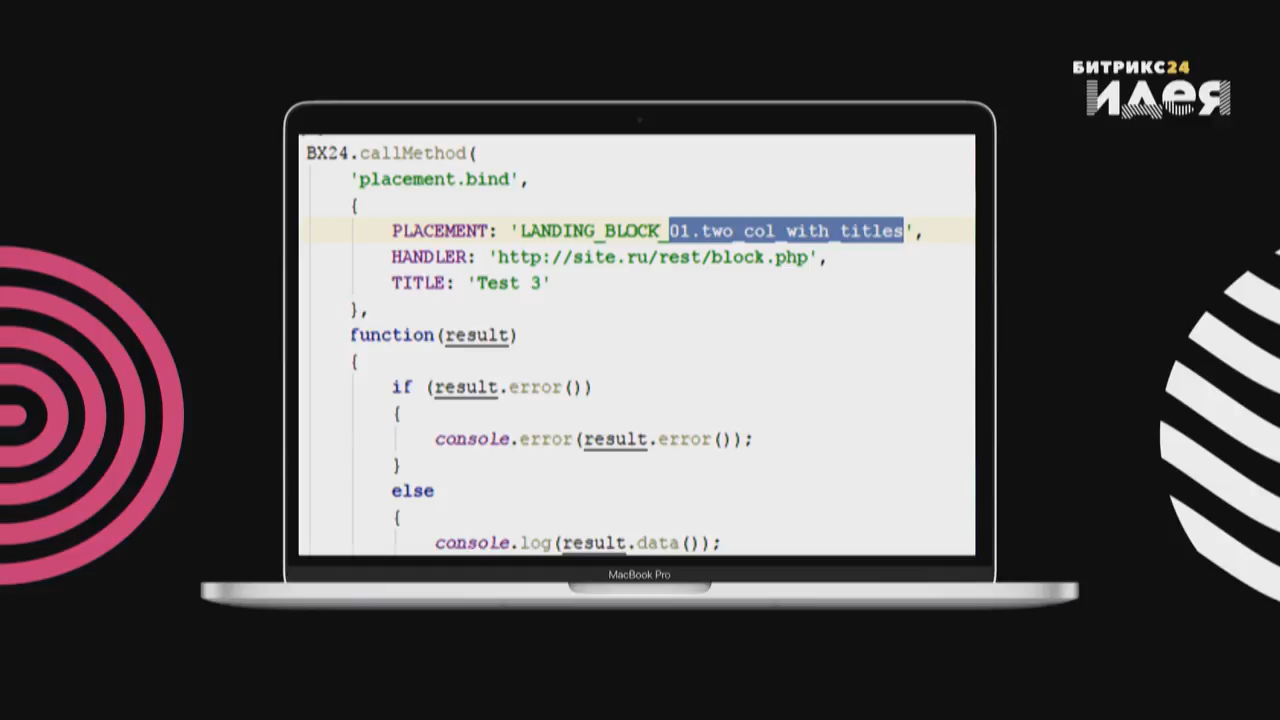 БИТРИКС24
идея
BX24.callMethod(
'placement.bind',
{
PLACEMENT: 'LANDING_BLOCK_01.two_col_with_titles',
HANDLER: 'http://site.ru/rest/block.php',
TITLE: 'Test 3'
},
function(result)
{
if (result.error())
{
console.error(result.error());
}
else
{
console.log(result.data());
MacBook Pro